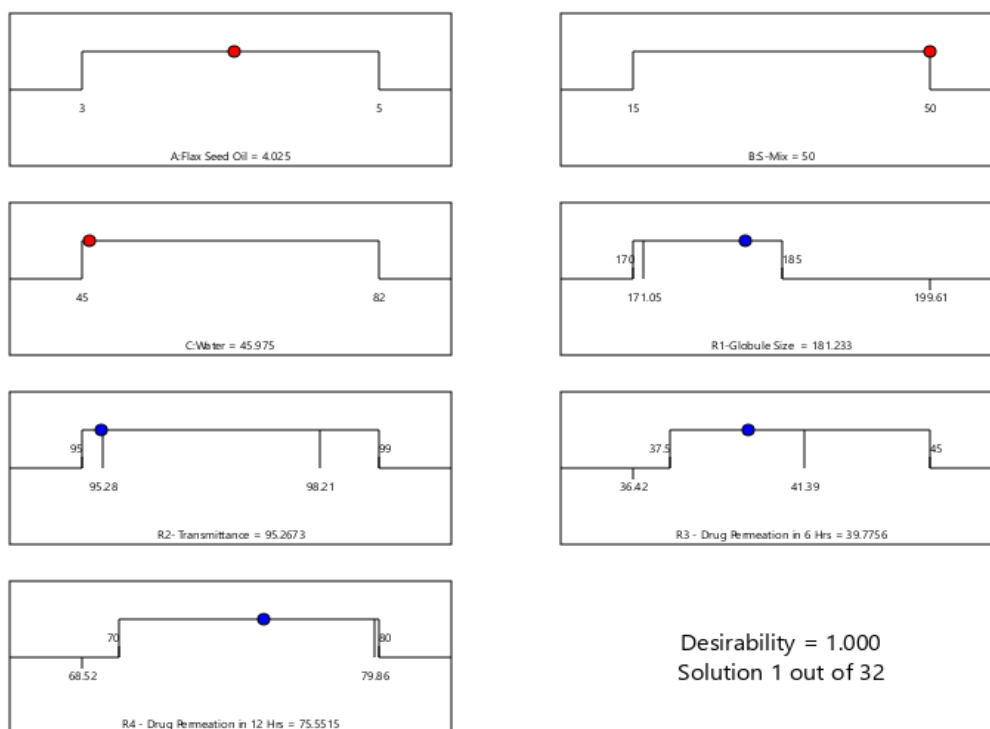 3 5
A:Flax Seed Oil = 4.025
15 50
B:S-Mix = 50
45 82
C:Water = 45.975
170 185
171.05 199.61
R1-Globule Size = 181.233
95 99
95.28 98.21
R2- Transmittance = 95.2673
37.5 45
36.42 41.39
R3 - Drug Permeation in 6 Hrs = 39.7756
70 80
68.52 79.86
R4 - Drug Permeation in 12 Hrs = 75.5515
Desirability = 1.000
Solution 1 out of 32